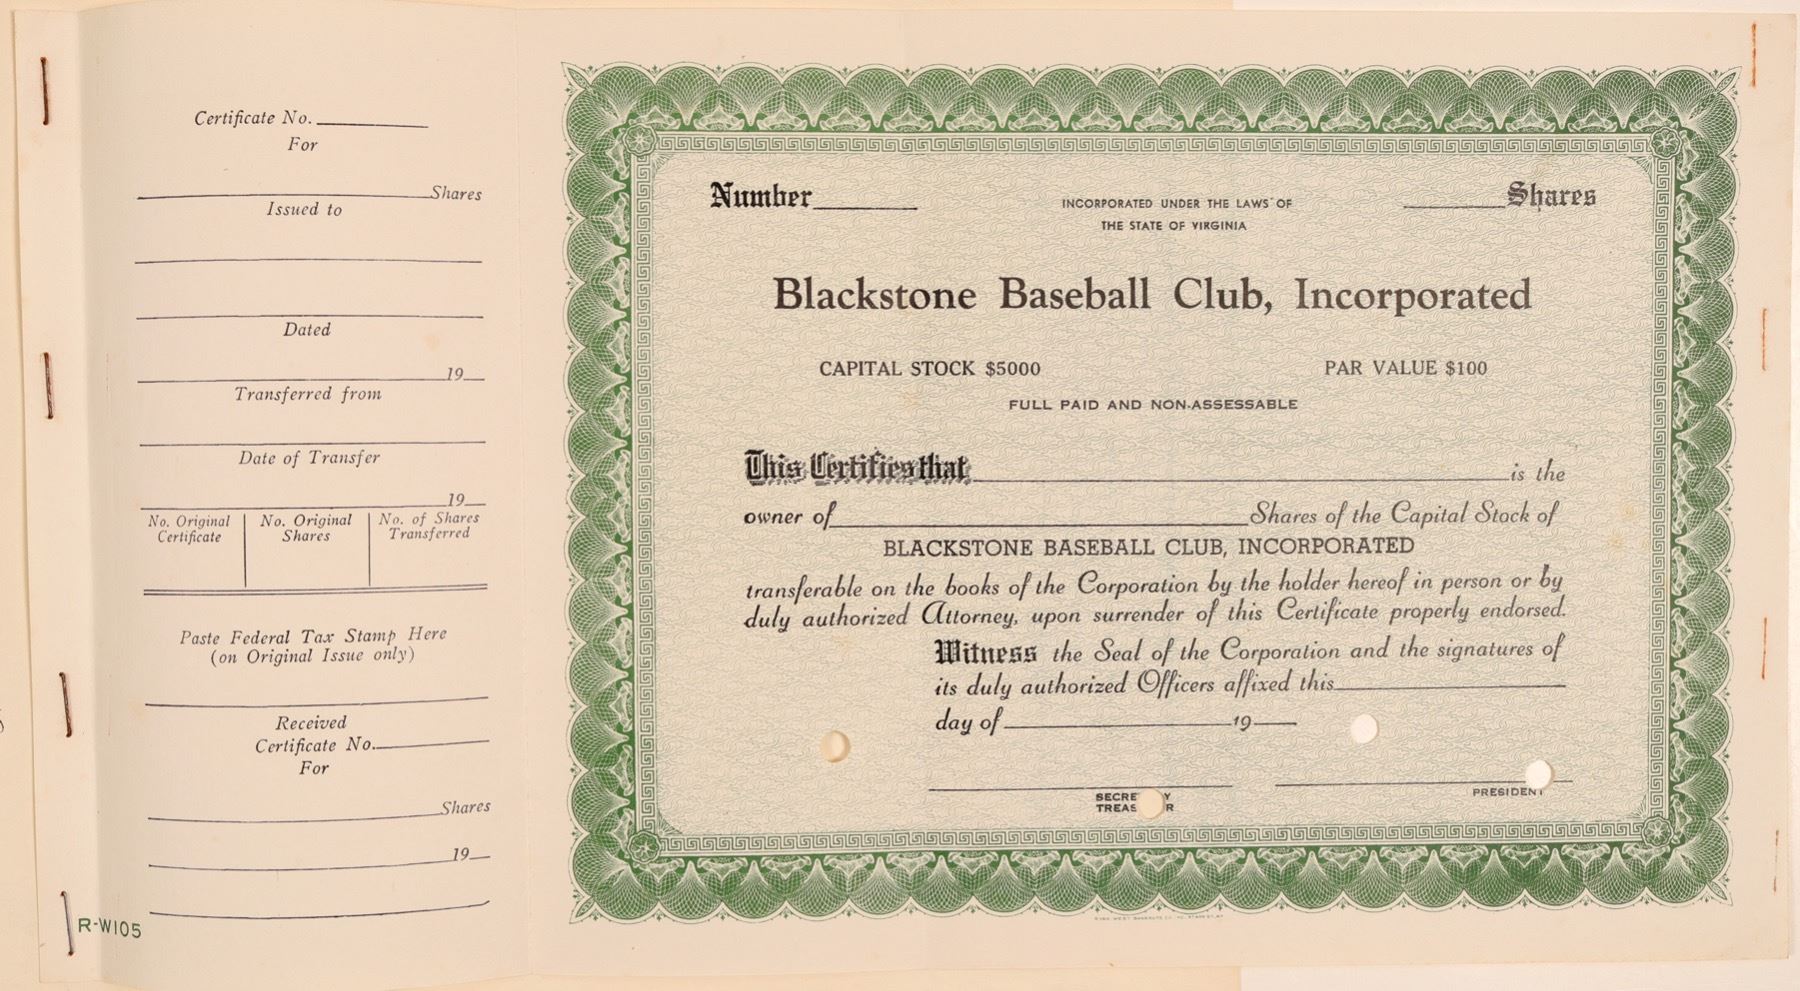 Certificate No.
For
Shares
Issued to
Dated
19
Transferred from
Date of Transfer
19
No. Original Certificate
No. Original Shares
No. of Shares Transferred
Paste Federal Tax Stamp Here
(on Original Issue only)
Received
Certificate No.
For
Shares
19
R-W105
Number
INCORPORATED UNDER THE LAWS OF
THE STATE OF VIRGINIA
Shares
Blackstone Baseball Club, Incorporated
CAPITAL STOCK $5000
PAR VALUE $100
FULL PAID AND NON-ASSESSABLE
This Certifies that is the
owner of Shares of the Capital Stock of
BLACKSTONE BASEBALL CLUB, INCORPORATED
transferable on the books of the Corporation by the holder hereof in person or by
duly authorized Attorney, upon surrender of this Certificate properly endorsed.
Witness the Seal of the Corporation and the signatures of
its duly authorized Officers affixed this
day of 19
PRESIDENT